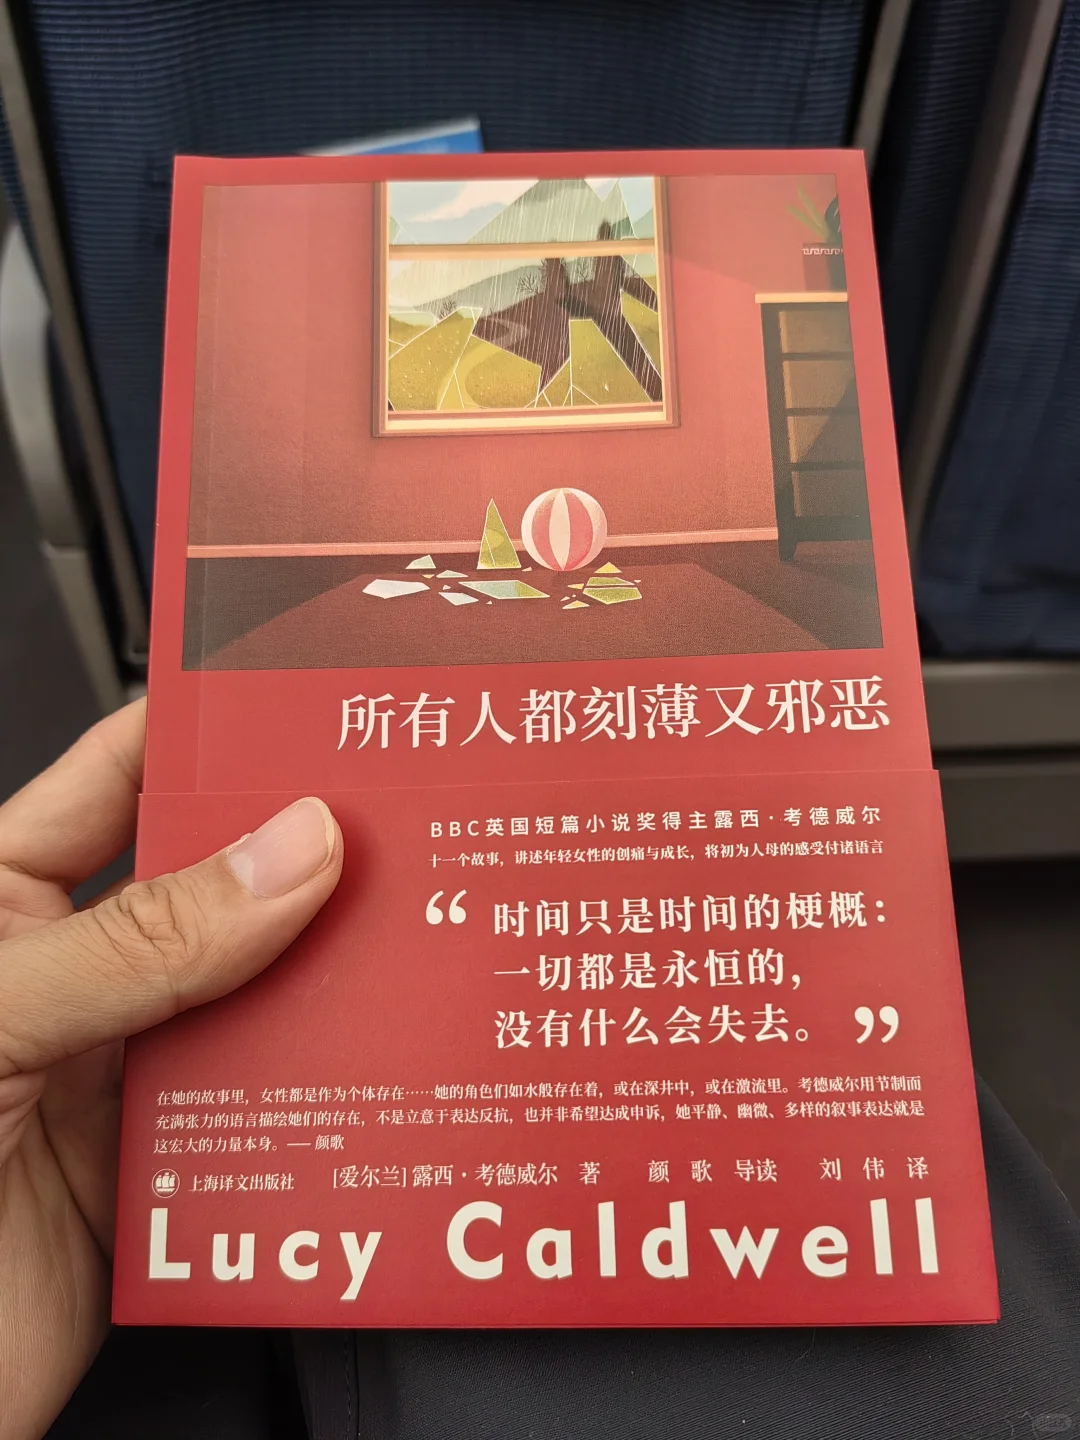 所有人都刻薄又邪恶
BBC英国短篇小说奖得主露西·考德威尔
十一个故事，讲述年轻女性的创痛与成长，将初为人母的感受付诸语言
“时间只是时间的梗概：
一切都是永恒的，
没有什么会失去。”
在她的故事里，女性都是作为个体存在……她的角色们如水般存在着，或在深井中，或在激流里。考德威尔用节制而
充满张力的语言描绘她们的存在，不是立意于表达反抗，也并非希望达成申诉，她平静、幽微、多样的叙事表达就是
这宏大的力量本身。—— 颜歌
上海译文出版社 [爱尔兰] 露西·考德威尔 著 颜歌 导读 刘伟 译
Lucy Caldwell